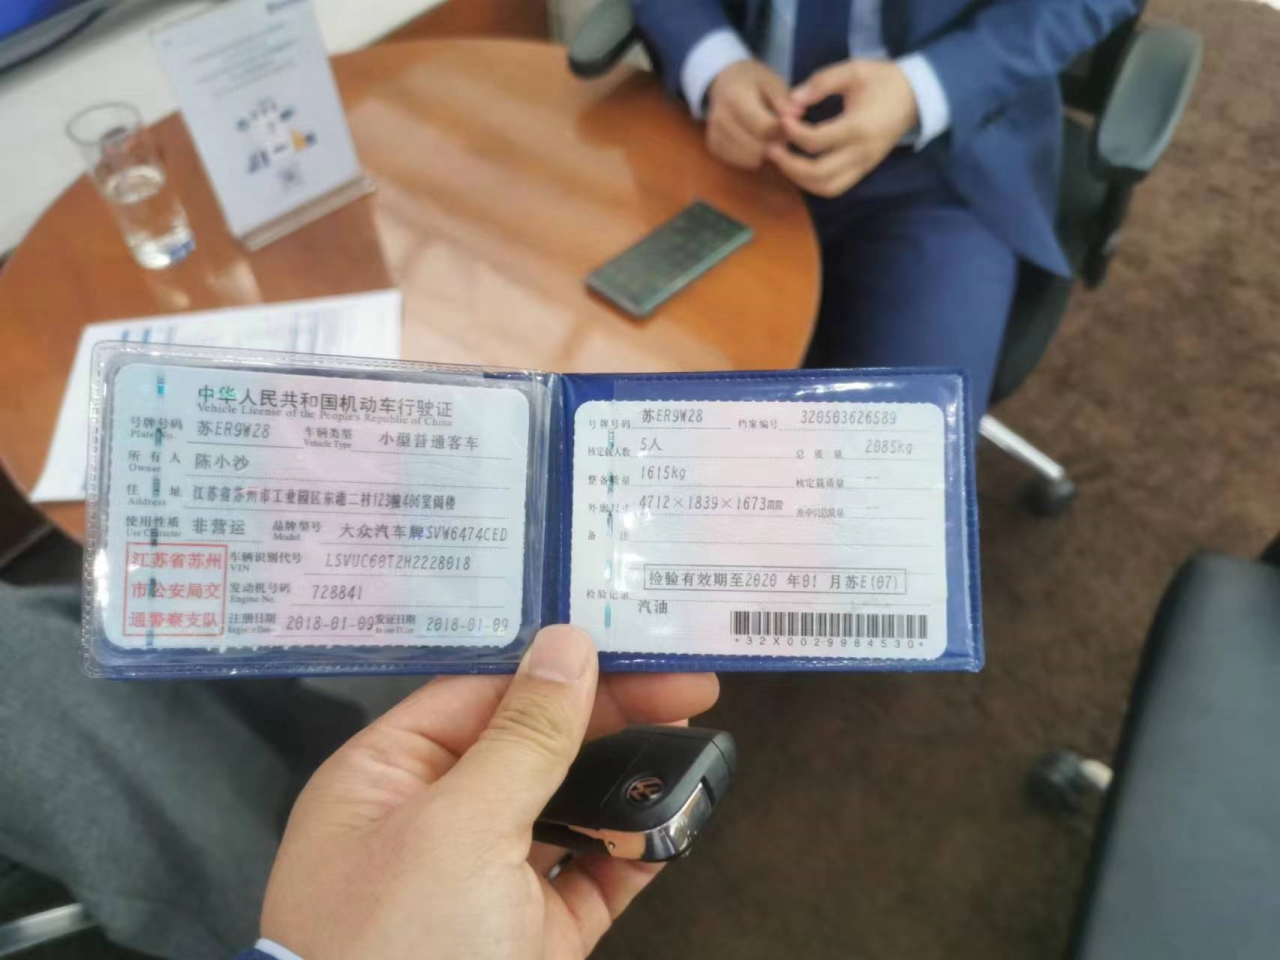 中华人民共和国机动车行驶证
Vehicle License of the People's Republic of China
号牌号码 苏ER9W28 车辆类型 小型普通客车
Plate No. Vehicle Type
所有人 陈小沙
Owner
住址 江苏省苏州市工业园区东港二村123幢406室阁楼
Address
使用性质 非营运 品牌型号 大众汽车牌SVW6474CED
Use Character Model
江苏省苏州
市公安局交
通警察支队
车辆识别代号 LSVUC60T2H2228018
VIN
发动机号码 728841
Engine No.
注册日期 2018-01-09 发证日期 2018-01-09
Register Date Issue Date
号牌号码 苏ER9W28 档案编号 320503626589
核定载人数 5人 总质量 2085kg
整备质量 1615kg 核定载质量 --
外廓尺寸 4712×1839×1673mm 准牵引总质量 --
备注
检验记录 检验有效期至2020年01月苏E(07)
汽油
*32X0029984530*